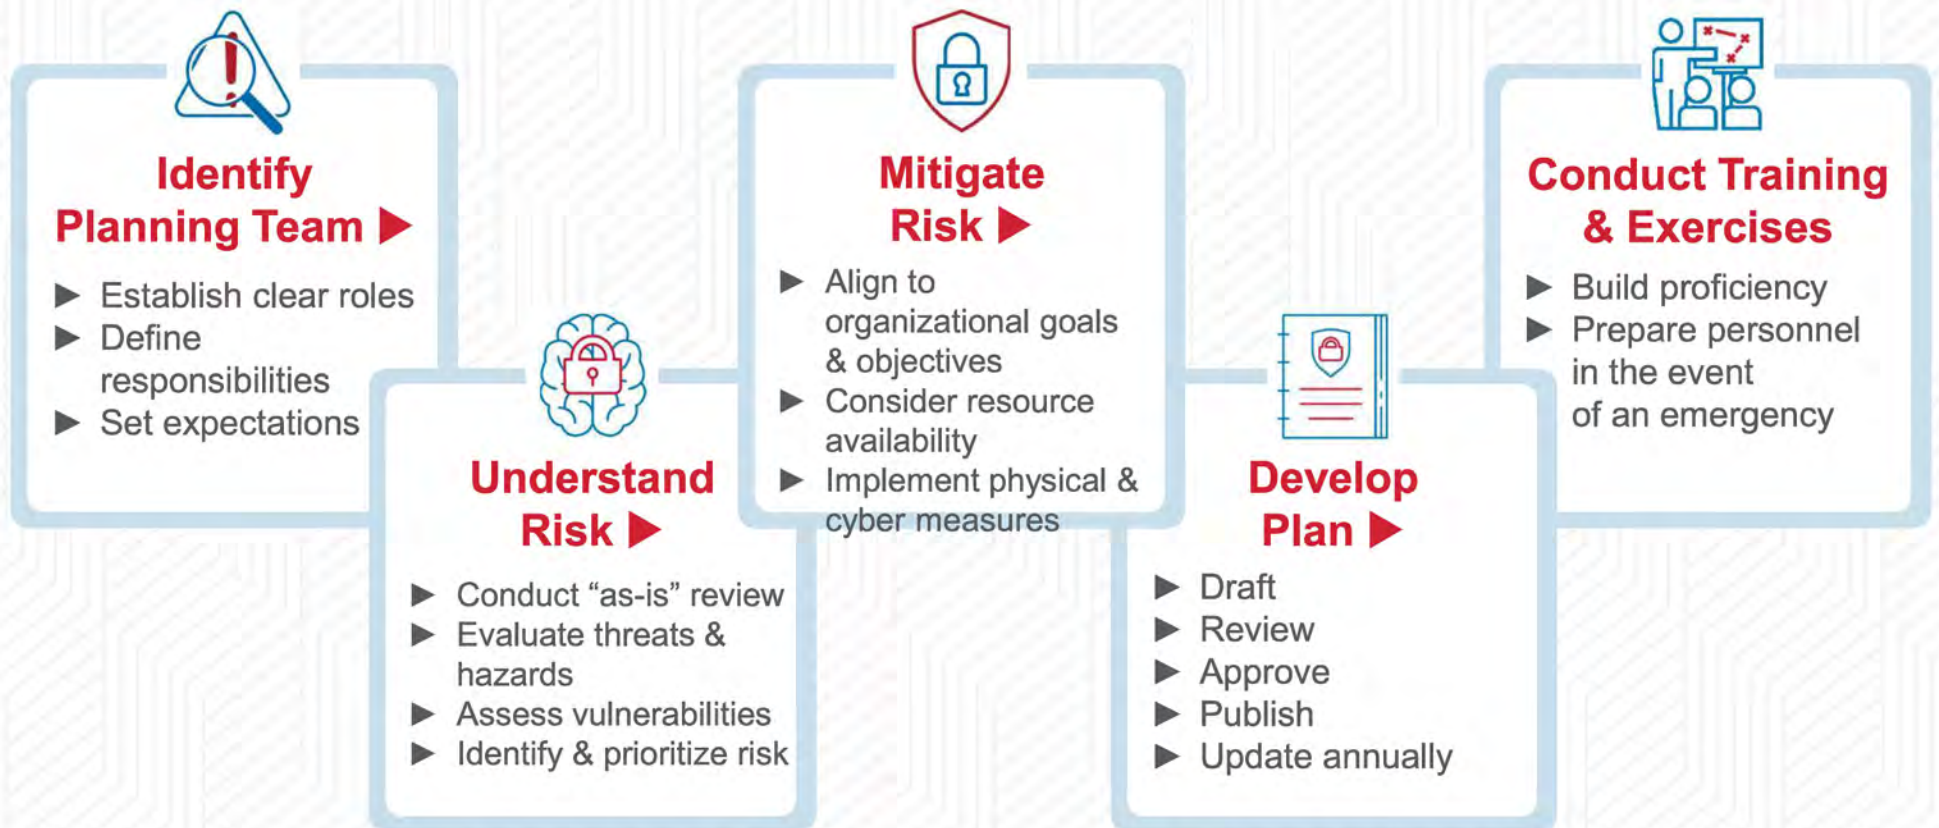 Identify
Planning Team ▶
▶ Establish clear roles
▶ Define
responsibilities
▶ Set expectations
Understand
Risk ▶
▶ Conduct “as-is” review
▶ Evaluate threats &
hazards
▶ Assess vulnerabilities
▶ Identify & prioritize risk
Mitigate
Risk ▶
▶ Align to
organizational goals
& objectives
▶ Consider resource
availability
▶ Implement physical &
cyber measures
Develop
Plan ▶
▶ Draft
▶ Review
▶ Approve
▶ Publish
▶ Update annually
Conduct Training
& Exercises
▶ Build proficiency
▶ Prepare personnel
in the event
of an emergency